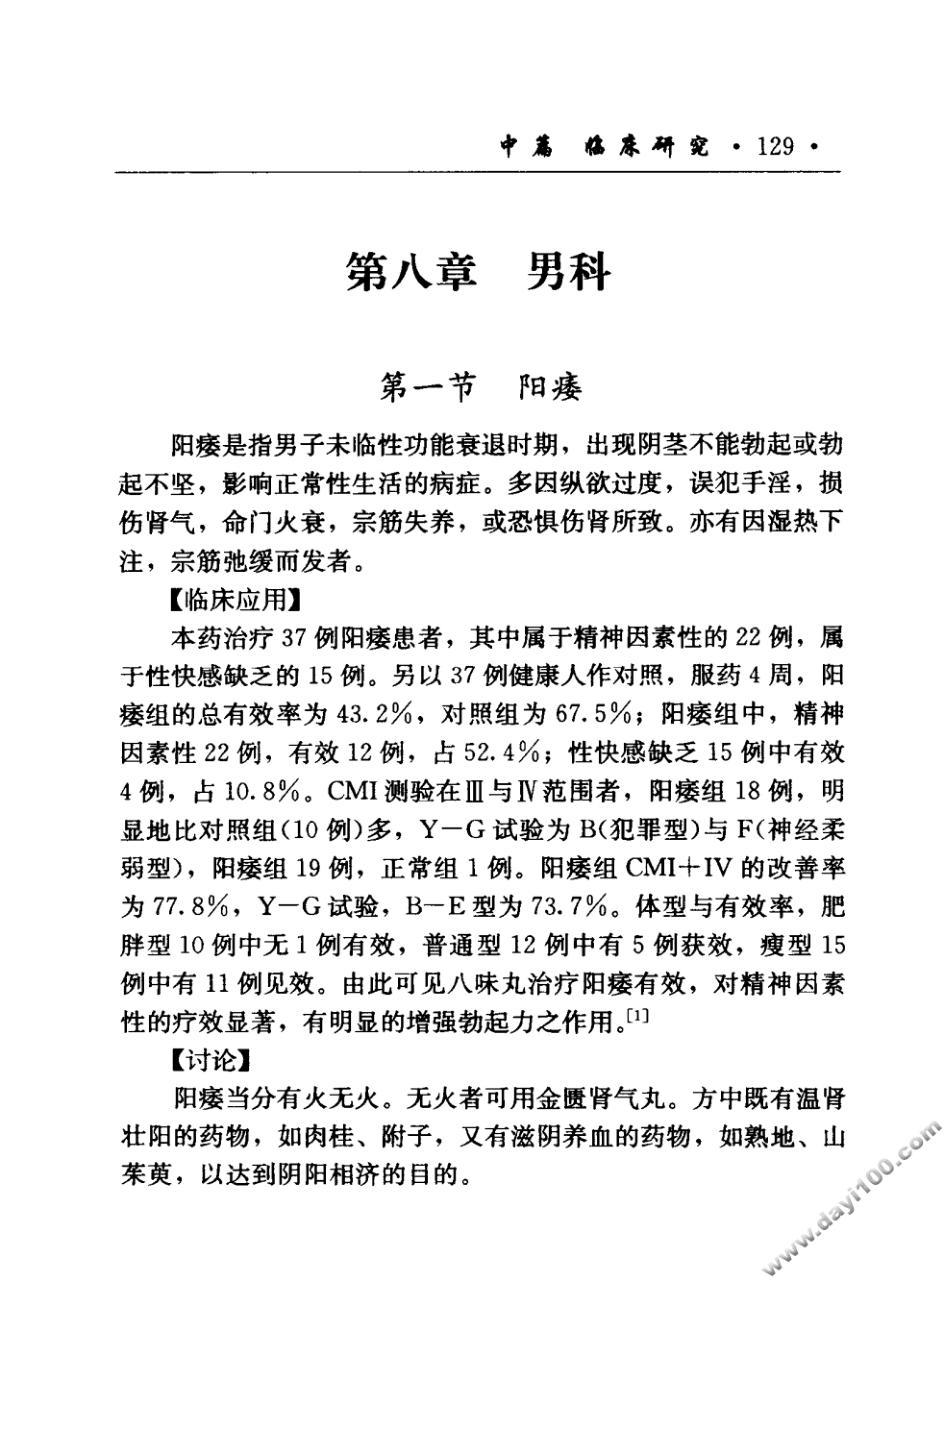 中篇 临床研究 · 129 ·
第八章 男科
第一节 阳痿
阳痿是指男子未临性功能衰退时期，出现阴茎不能勃起或勃
起不坚，影响正常性生活的病症。多因纵欲过度，误犯手淫，损
伤肾气，命门火衰，宗筋失养，或恐惧伤肾所致。亦有因湿热下
注，宗筋弛缓而发者。
【临床应用】
本药治疗 37 例阳痿患者，其中属于精神因素性的 22 例，属
于性快感缺乏的 15 例。另以 37 例健康人作对照，服药 4 周，阳
痿组的总有效率为 43.2%，对照组为 67.5%；阳痿组中，精神
因素性 22 例，有效 12 例，占 52.4%；性快感缺乏 15 例中有效
4 例，占 10.8%。CMI 测验在Ⅲ与Ⅳ范围者，阳痿组 18 例，明
显地比对照组(10 例)多，Y－G 试验为 B(犯罪型)与 F(神经柔
弱型)，阳痿组 19 例，正常组 1 例。阳痿组 CMI＋IV 的改善率
为 77.8%，Y－G 试验，B－E 型为 73.7%。体型与有效率，肥
胖型 10 例中无 1 例有效，普通型 12 例中有 5 例获效，瘦型 15
例中有 11 例见效。由此可见八味丸治疗阳痿有效，对精神因素
性的疗效显著，有明显的增强勃起力之作用。[1]
【讨论】
阳痿当分有火无火。无火者可用金匮肾气丸。方中既有温肾
壮阳的药物，如肉桂、附子，又有滋阴养血的药物，如熟地、山
茱萸，以达到阴阳相济的目的。
www.dayi100.com